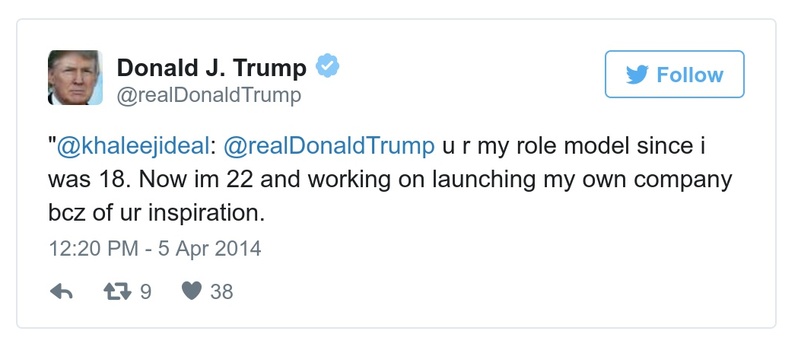 Donald J. Trump
@realDonaldTrump
Follow
"@khaleejideal: @realDonaldTrump u r my role model since i
was 18. Now im 22 and working on launching my own company
bcz of ur inspiration.
12:20 PM - 5 Apr 2014
9 38